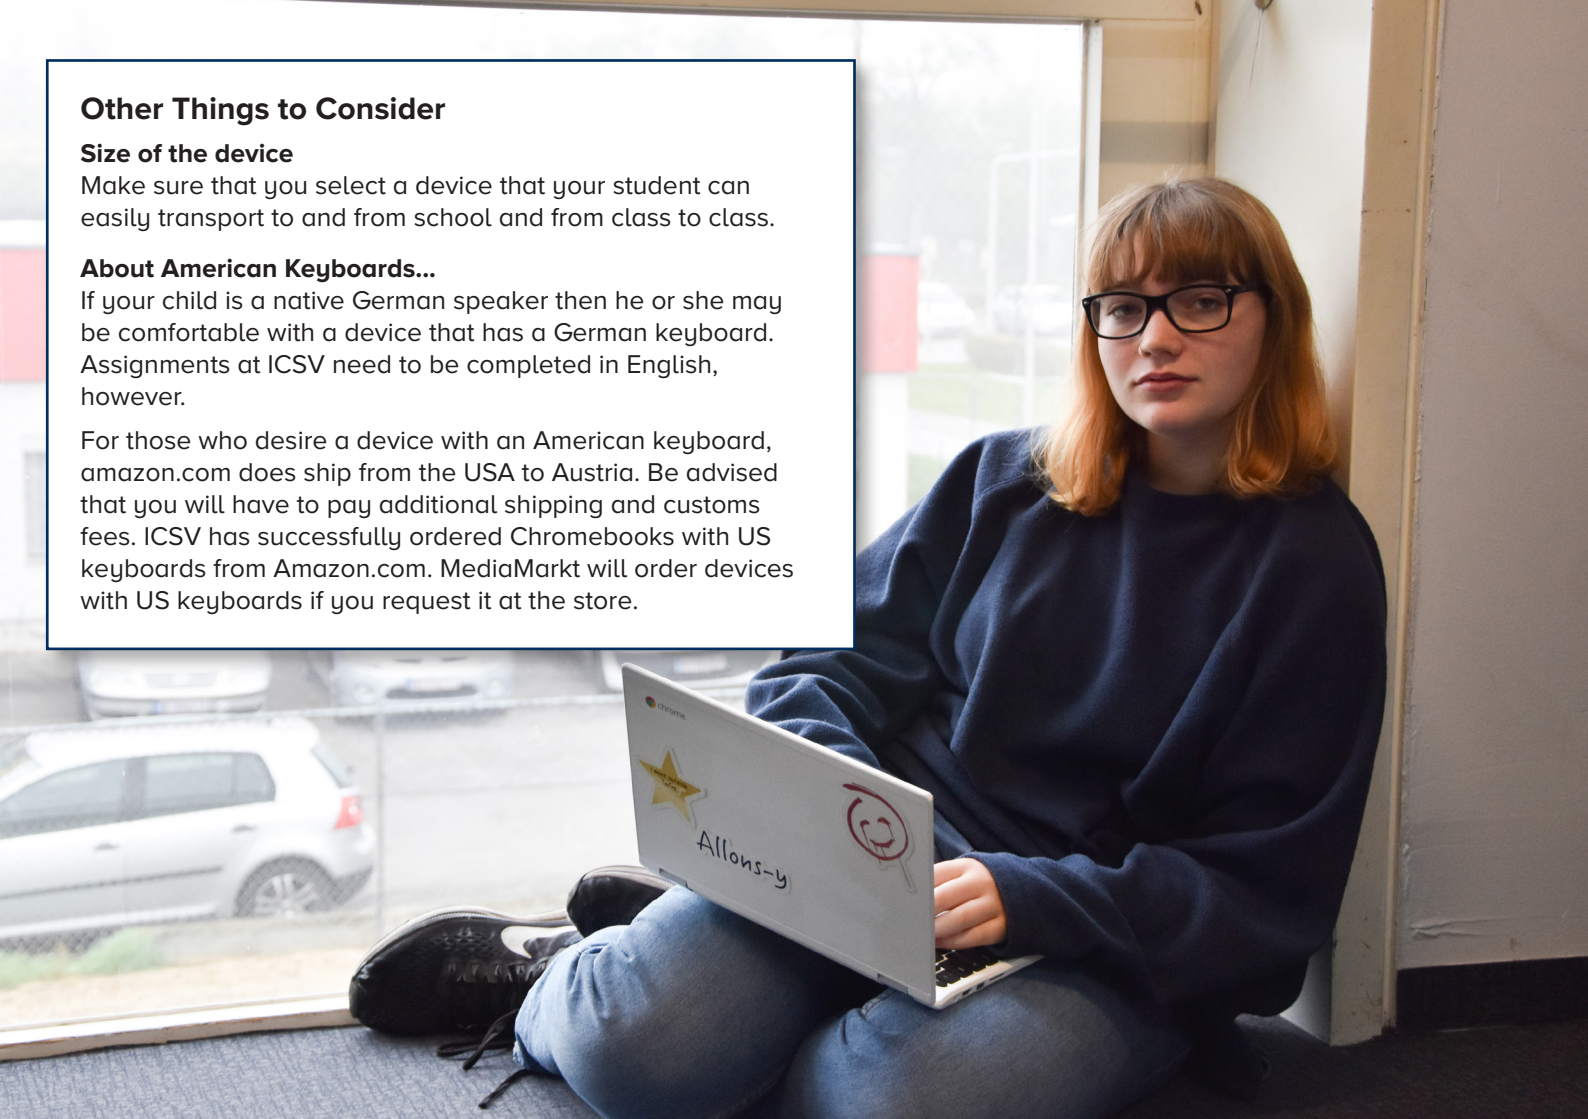 Other Things to Consider
Size of the device
Make sure that you select a device that your student can
easily transport to and from school and from class to class.
About American Keyboards...
If your child is a native German speaker then he or she may
be comfortable with a device that has a German keyboard.
Assignments at ICSV need to be completed in English,
however.
For those who desire a device with an American keyboard,
amazon.com does ship from the USA to Austria. Be advised
that you will have to pay additional shipping and customs
fees. ICSV has successfully ordered Chromebooks with US
keyboards from Amazon.com. MediaMarkt will order devices
with US keyboards if you request it at the store.
chrome
Allons-y